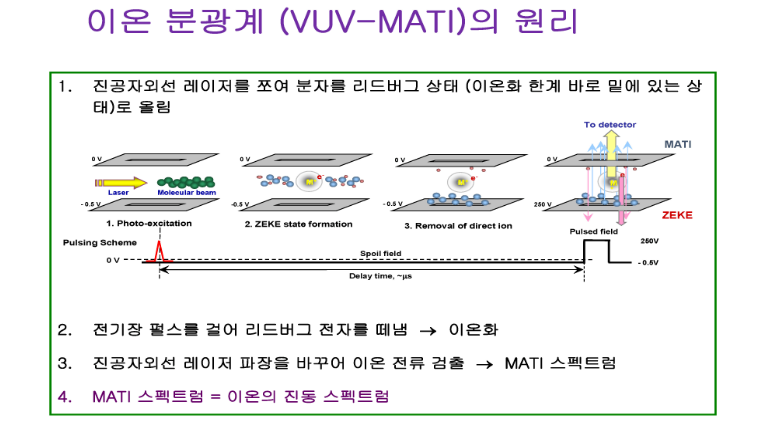 이온 분광계 (VUV-MATI)의 원리
1. 진공자외선 레이저를 쪼여 분자를 리드버그 상태 (이온화 한계 바로 밑에 있는 상
태)로 올림
To detector
MATI
0 V
0 V
0 V
0 V
Laser
Molecular beam
- 0.5 V
-0.5 V
- 0.5 V
250 V
ZEKE
1. Photo-excitation
2. ZEKE state formation
3. Removal of direct ion
Pulsed field
Pulsing Scheme
250V
Spoil field
0 V
- 0.5V
Delay time, ~μs
2. 전기장 펄스를 걸어 리드버그 전자를 떼냄 → 이온화
3. 진공자외선 레이저 파장을 바꾸어 이온 전류 검출 → MATI 스펙트럼
4. MATI 스펙트럼 = 이온의 진동 스펙트럼